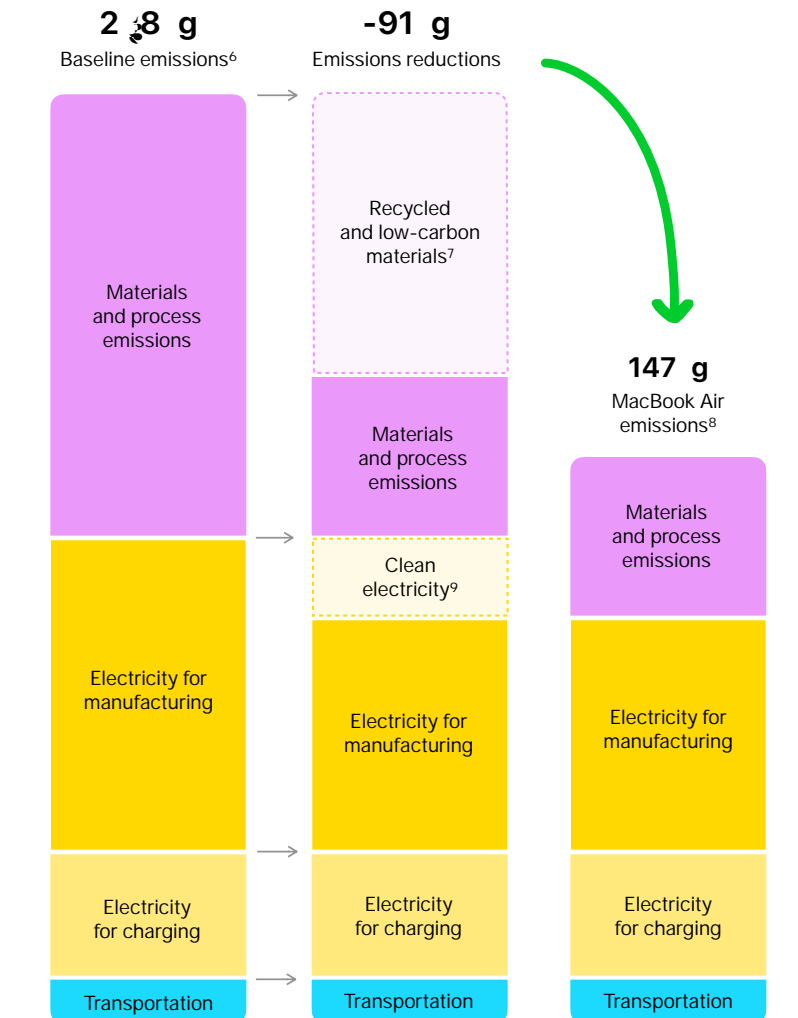 -91 g
Baseline emissions⁶
Emissions reductions
Recycled
and low-carbon
materials⁷
Materials
and process
emissions
Materials
and process
emissions
Clean
electricity⁹
Electricity for
manufacturing
Electricity for
manufacturing
Electricity
for charging
Electricity
for charging
Transportation
Transportation
147 g
MacBook Air
emissions⁸
Materials
and process
emissions
Electricity for
manufacturing
Electricity
for charging
Transportation